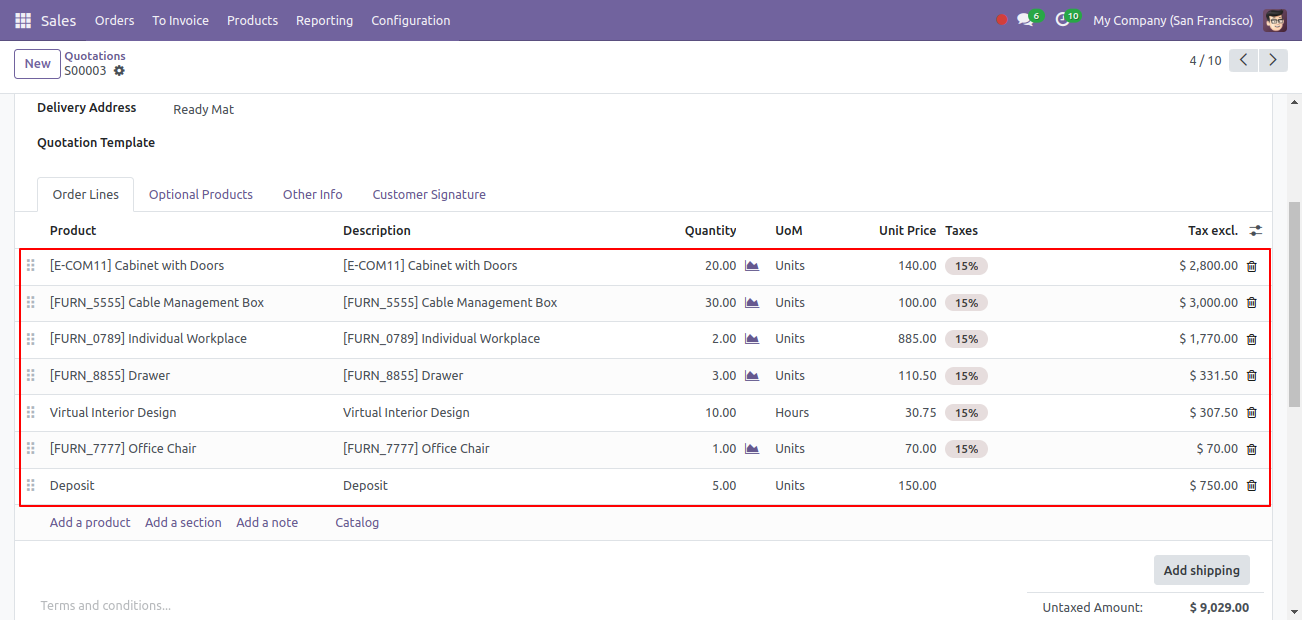 Sales Orders To Invoice Products Reporting Configuration 6 10 My Company (San Francisco)
New Quotations 4 / 10
S00003
Delivery Address Ready Mat
Quotation Template
Order Lines Optional Products Other Info Customer Signature
Product Description Quantity UoM Unit Price Taxes Tax excl.
[E-COM11] Cabinet with Doors [E-COM11] Cabinet with Doors 20.00 Units 140.00 15% $ 2,800.00
[FURN_5555] Cable Management Box [FURN_5555] Cable Management Box 30.00 Units 100.00 15% $ 3,000.00
[FURN_0789] Individual Workplace [FURN_0789] Individual Workplace 2.00 Units 885.00 15% $ 1,770.00
[FURN_8855] Drawer [FURN_8855] Drawer 3.00 Units 110.50 15% $ 331.50
Virtual Interior Design Virtual Interior Design 10.00 Hours 30.75 15% $ 307.50
[FURN_7777] Office Chair [FURN_7777] Office Chair 1.00 Units 70.00 15% $ 70.00
Deposit Deposit 5.00 Units 150.00 $ 750.00
Add a product Add a section Add a note Catalog
Add shipping
Terms and conditions... Untaxed Amount: $ 9,029.00